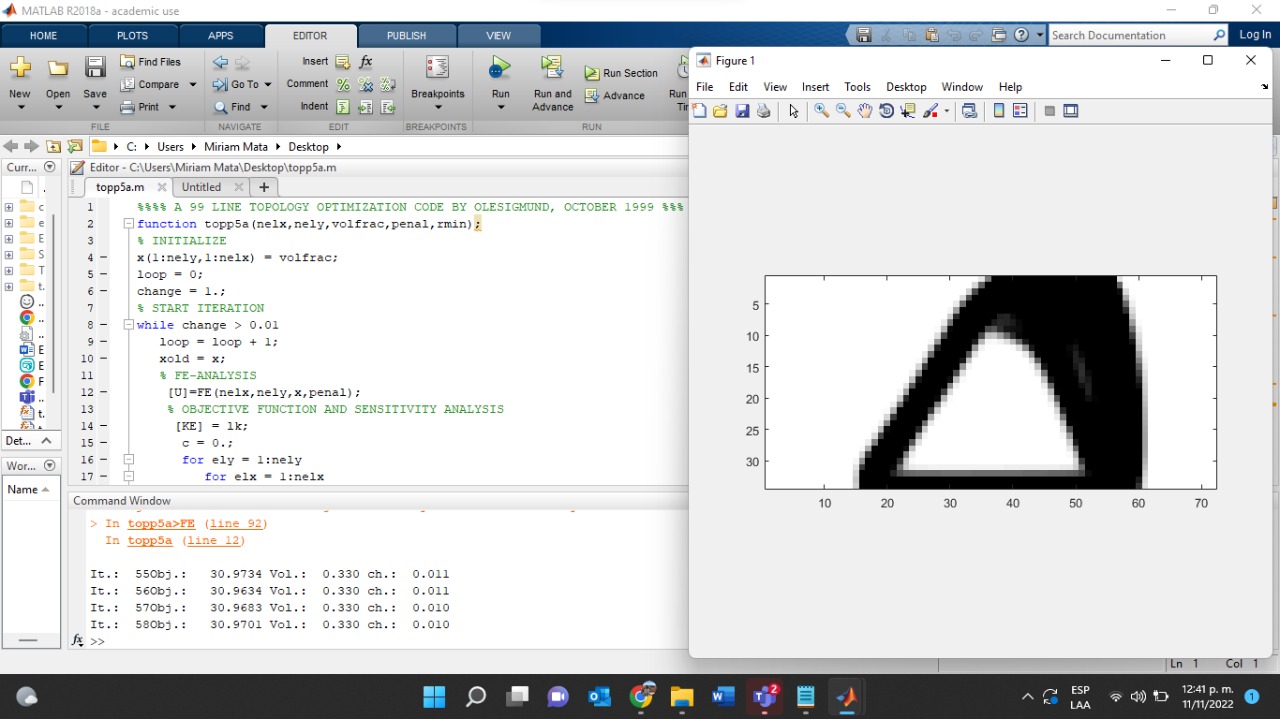 MATLAB R2018a - academic use
HOME PLOTS APPS EDITOR PUBLISH VIEW
Search Documentation
Log In
New
Open
Save
Find Files
Compare
Print
FILE
Go To
Find
NAVIGATE
Insert
Comment
Indent
EDIT
Breakpoints
BREAKPOINTS
Run
Run and
Advance
Run Section
Advance
RUN
C: Users Miriam Mata Desktop
Curr...
Editor - C:\Users\Miriam Mata\Desktop\topp5a.m
topp5a.m Untitled
1 %%%% A 99 LINE TOPOLOGY OPTIMIZATION CODE BY OLESIGMUND, OCTOBER 1999 %%%
2 function topp5a(nelx,nely,volfrac,penal,rmin);
3 % INITIALIZE
4 x(1:nely,1:nelx) = volfrac;
5 loop = 0;
6 change = 1.;
7 % START ITERATION
8 while change > 0.01
9 loop = loop + 1;
10 xold = x;
11 % FE-ANALYSIS
12 [U]=FE(nelx,nely,x,penal);
13 % OBJECTIVE FUNCTION AND SENSITIVITY ANALYSIS
14 [KE] = lk;
15 c = 0.;
16 for ely = 1:nely
17 for elx = 1:nelx
Det...
Wor...
Name
Command Window
> In topp5a>FE (line 92)
In topp5a (line 12)
It.: 55Obj.: 30.9734 Vol.: 0.330 ch.: 0.011
It.: 56Obj.: 30.9634 Vol.: 0.330 ch.: 0.011
It.: 57Obj.: 30.9683 Vol.: 0.330 ch.: 0.010
It.: 58Obj.: 30.9701 Vol.: 0.330 ch.: 0.010
fx >>
Figure 1
File Edit View Insert Tools Desktop Window Help
5
10
15
20
25
30
10 20 30 40 50 60 70
Ln 1 Col 1
ESP
LAA
12:41 p. m.
11/11/2022
2
1